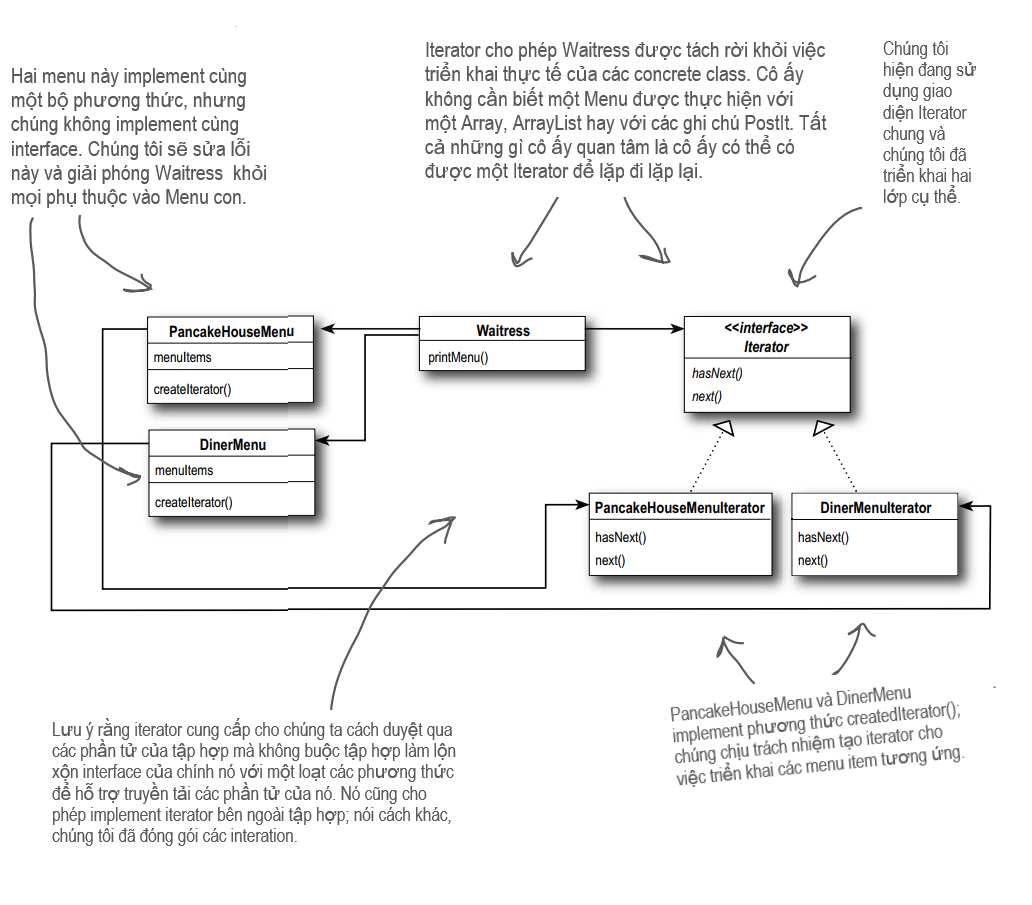 Hai menu này implement cùng
một bộ phương thức, nhưng
chúng không implement cùng
interface. Chúng tôi sẽ sửa lỗi
này và giải phóng Waitress khỏi
mọi phụ thuộc vào Menu con.
Iterator cho phép Waitress được tách rời khỏi việc
triển khai thực tế của các concrete class. Cô ấy
không cần biết một Menu được thực hiện với
một Array, ArrayList hay với các ghi chú PostIt. Tất
cả những gì cô ấy quan tâm là cô ấy có thể có
được một Iterator để lặp đi lặp lại.
Chúng tôi
hiện đang sử
dụng giao
diện Iterator
chung và
chúng tôi đã
triển khai hai
lớp cụ thể.
PancakeHouseMenu
menuItems
createIterator()
Waitress
printMenu()
<<interface>>
Iterator
hasNext()
next()
DinerMenu
menuItems
createIterator()
PancakeHouseMenuIterator
hasNext()
next()
DinerMenuIterator
hasNext()
next()
Lưu ý rằng iterator cung cấp cho chúng ta cách duyệt qua
các phần tử của tập hợp mà không buộc tập hợp làm lộn
xộn interface của chính nó với một loạt các phương thức
để hỗ trợ truyền tải các phần tử của nó. Nó cũng cho
phép implement iterator bên ngoài tập hợp; nói cách khác,
chúng tôi đã đóng gói các interation.
PancakeHouseMenu và DinerMenu
implement phương thức createdIterator();
chúng chịu trách nhiệm tạo iterator cho
việc triển khai các menu item tương ứng.